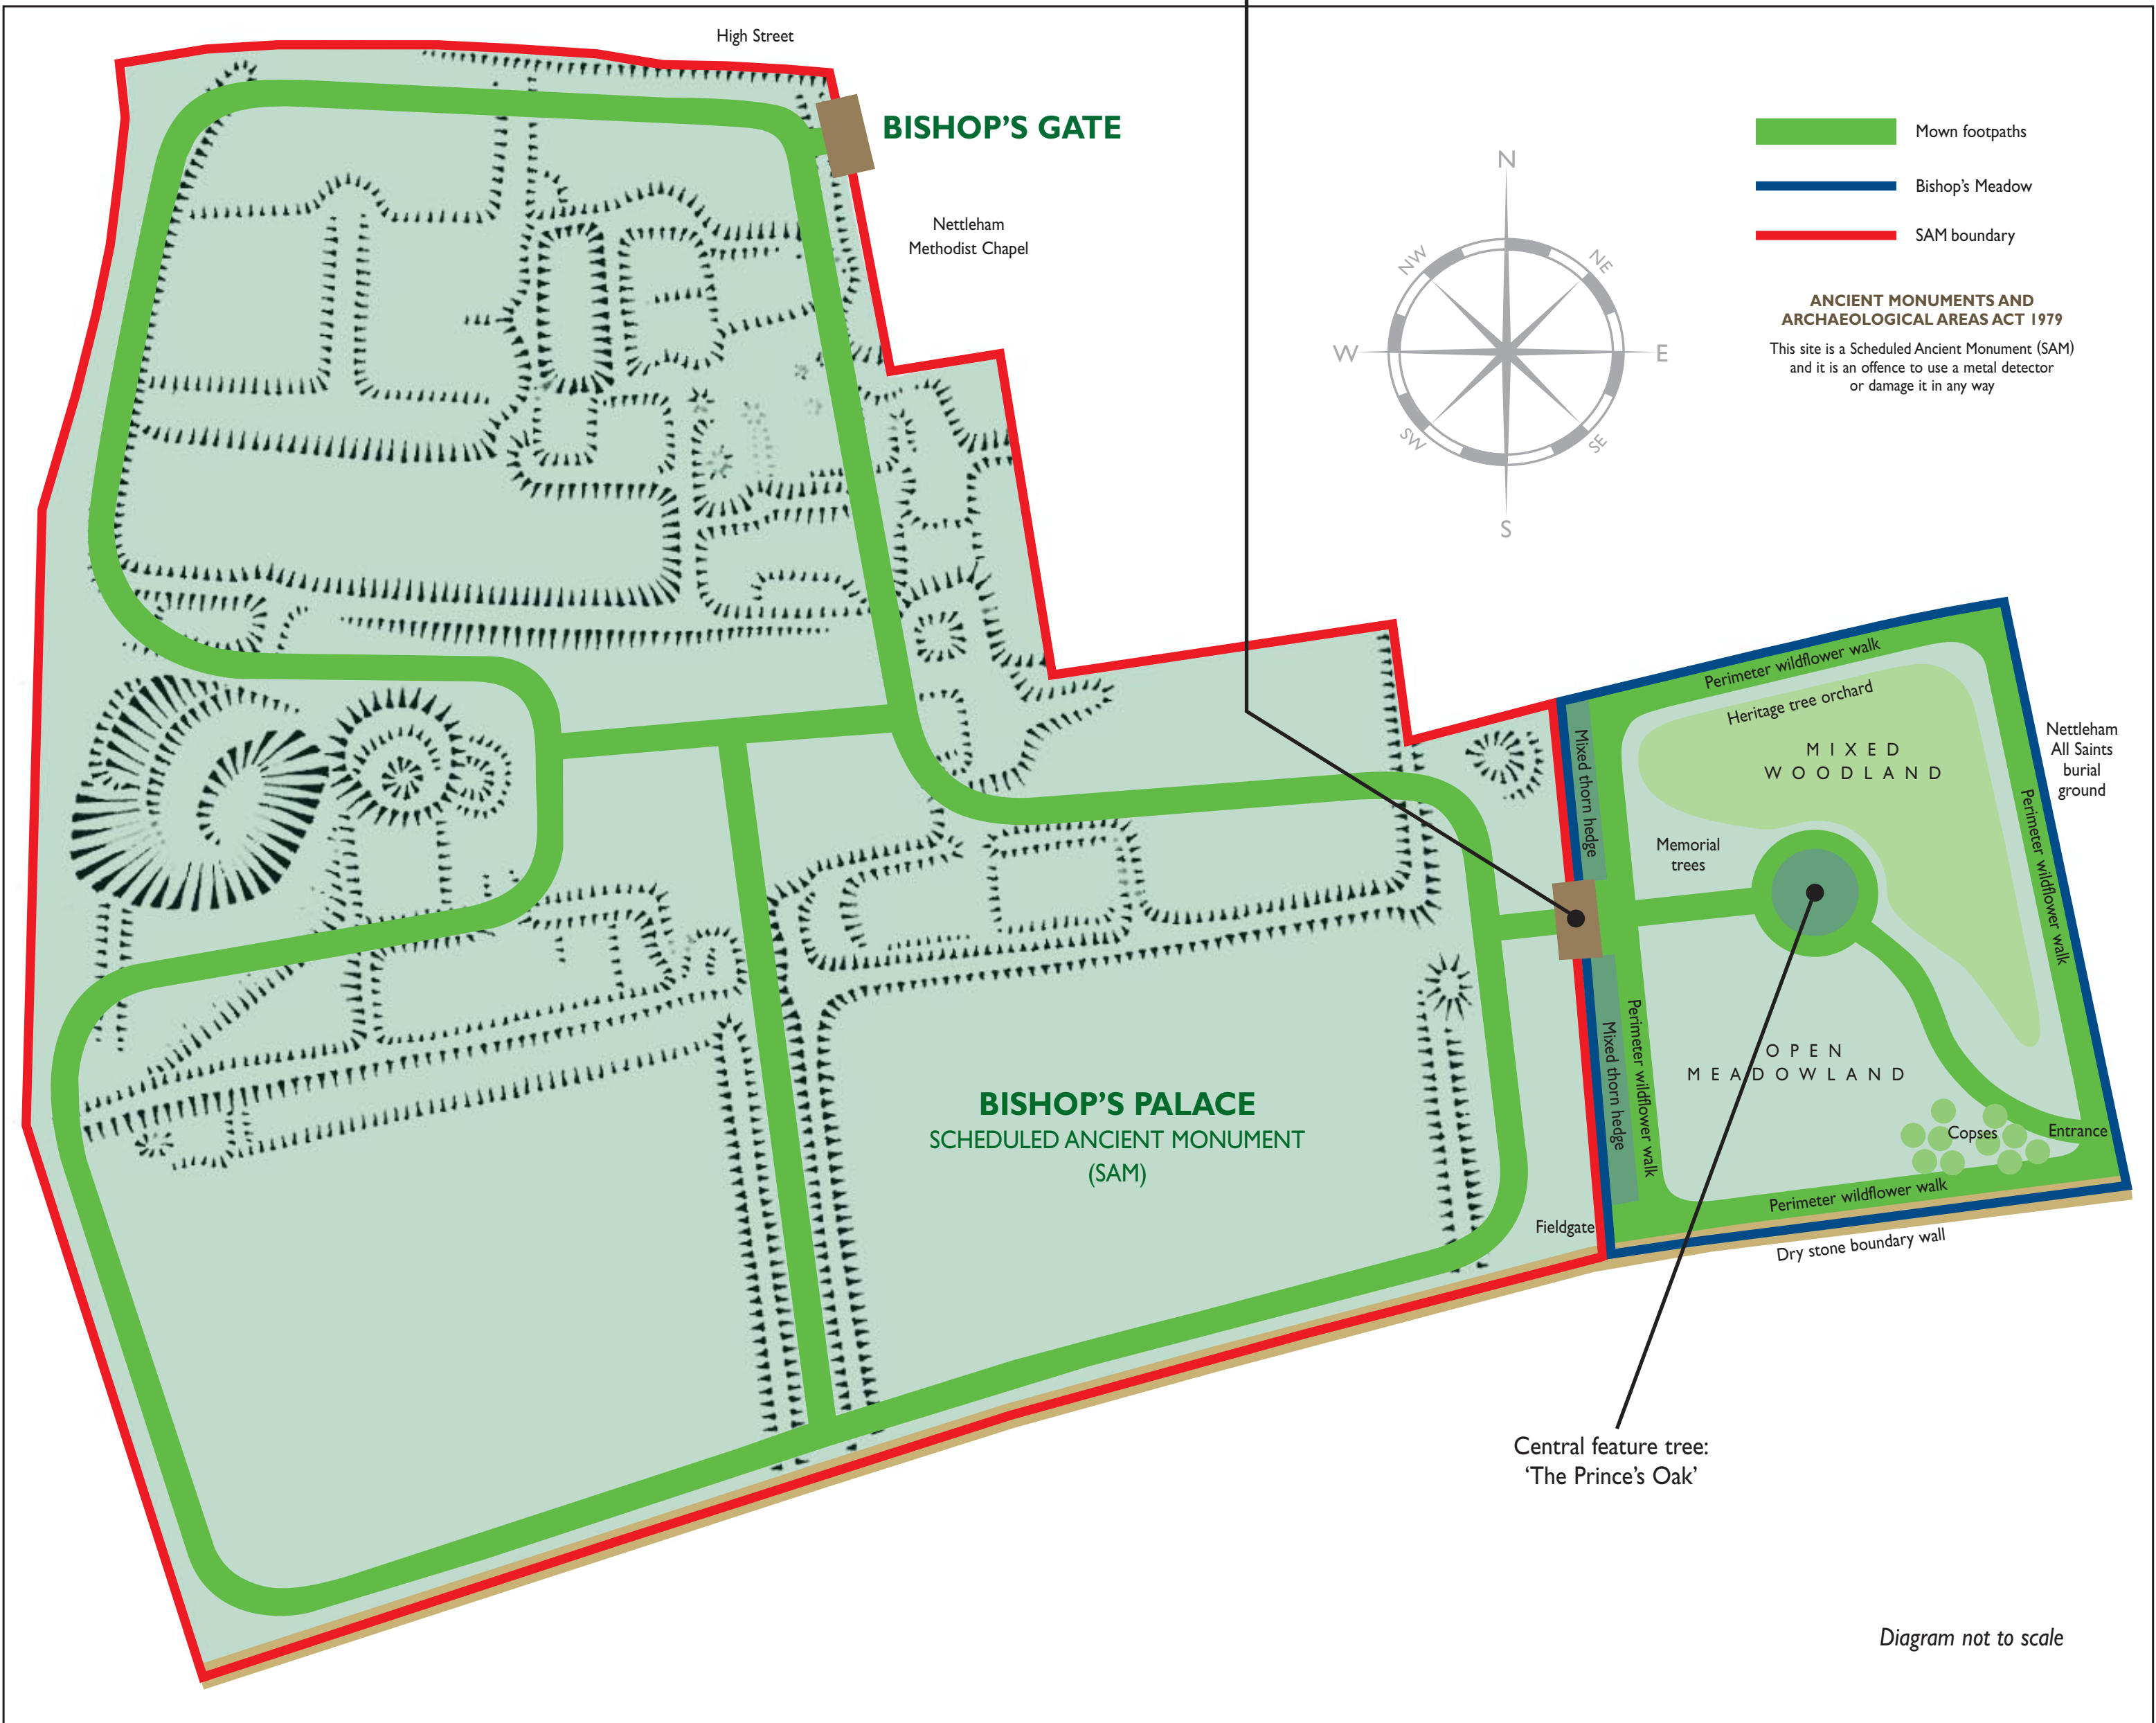 High Street
BISHOP’S GATE
Nettleham
Methodist Chapel
N
NE
E
SE
S
SW
W
NW
Mown footpaths
Bishop’s Meadow
SAM boundary
ANCIENT MONUMENTS AND
ARCHAEOLOGICAL AREAS ACT 1979
This site is a Scheduled Ancient Monument (SAM)
and it is an offence to use a metal detector
or damage it in any way
Perimeter wildflower walk
Heritage tree orchard
MIXED
WOODLAND
Nettleham
All Saints
burial
ground
Mixed thorn hedge
Memorial
trees
Perimeter wildflower walk
OPEN
MEADOWLAND
Mixed thorn hedge
Perimeter wildflower walk
Copses
Entrance
Perimeter wildflower walk
Fieldgate
Dry stone boundary wall
BISHOP’S PALACE
SCHEDULED ANCIENT MONUMENT
(SAM)
Central feature tree:
‘The Prince’s Oak’
Diagram not to scale